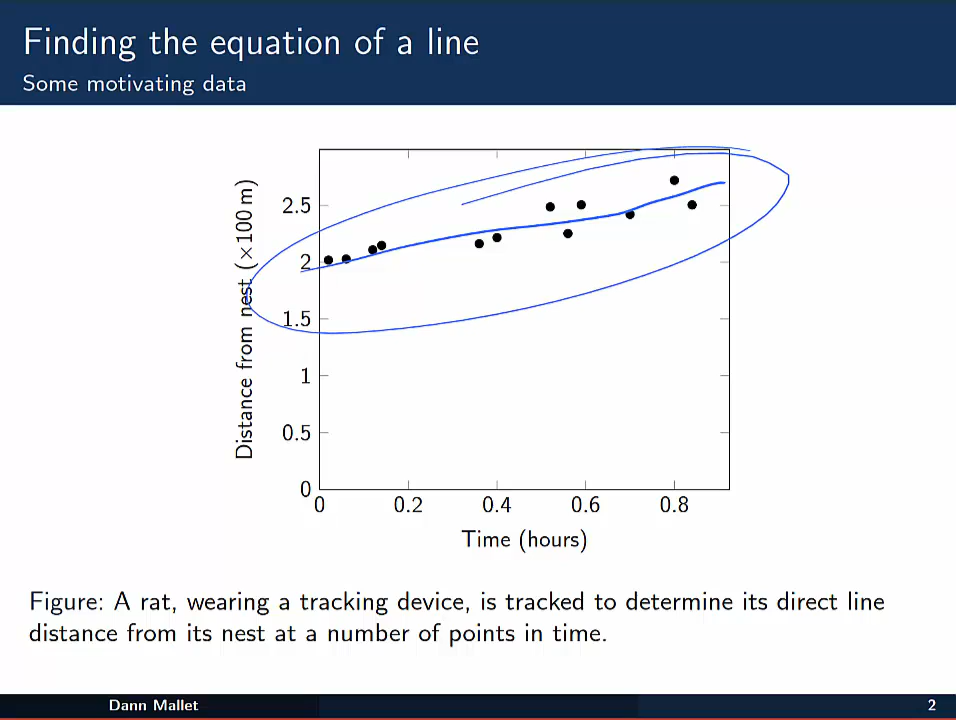 Finding the equation of a line
Some motivating data
Distance from nest (×100 m)
2.5
2
1.5
1
0.5
0
0 0.2 0.4 0.6 0.8
Time (hours)
Figure: A rat, wearing a tracking device, is tracked to determine its direct line
distance from its nest at a number of points in time.
Dann Mallet 2